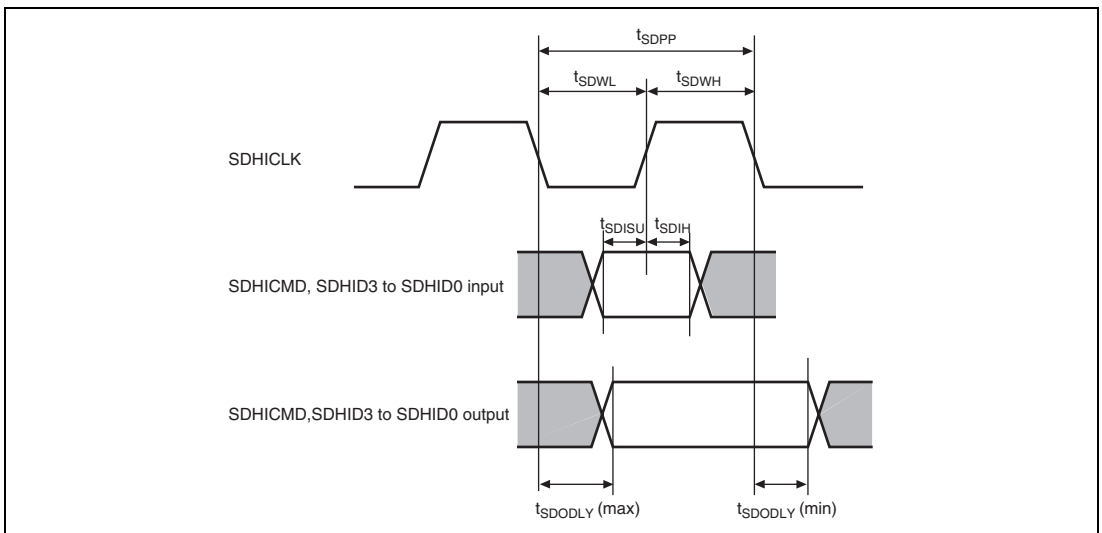 tSDPP
tSDWL tSDWH
SDHICLK
tSDISU tSDIH
SDHICMD, SDHID3 to SDHID0 input
SDHICMD,SDHID3 to SDHID0 output
tSDODLY (max) tSDODLY (min)